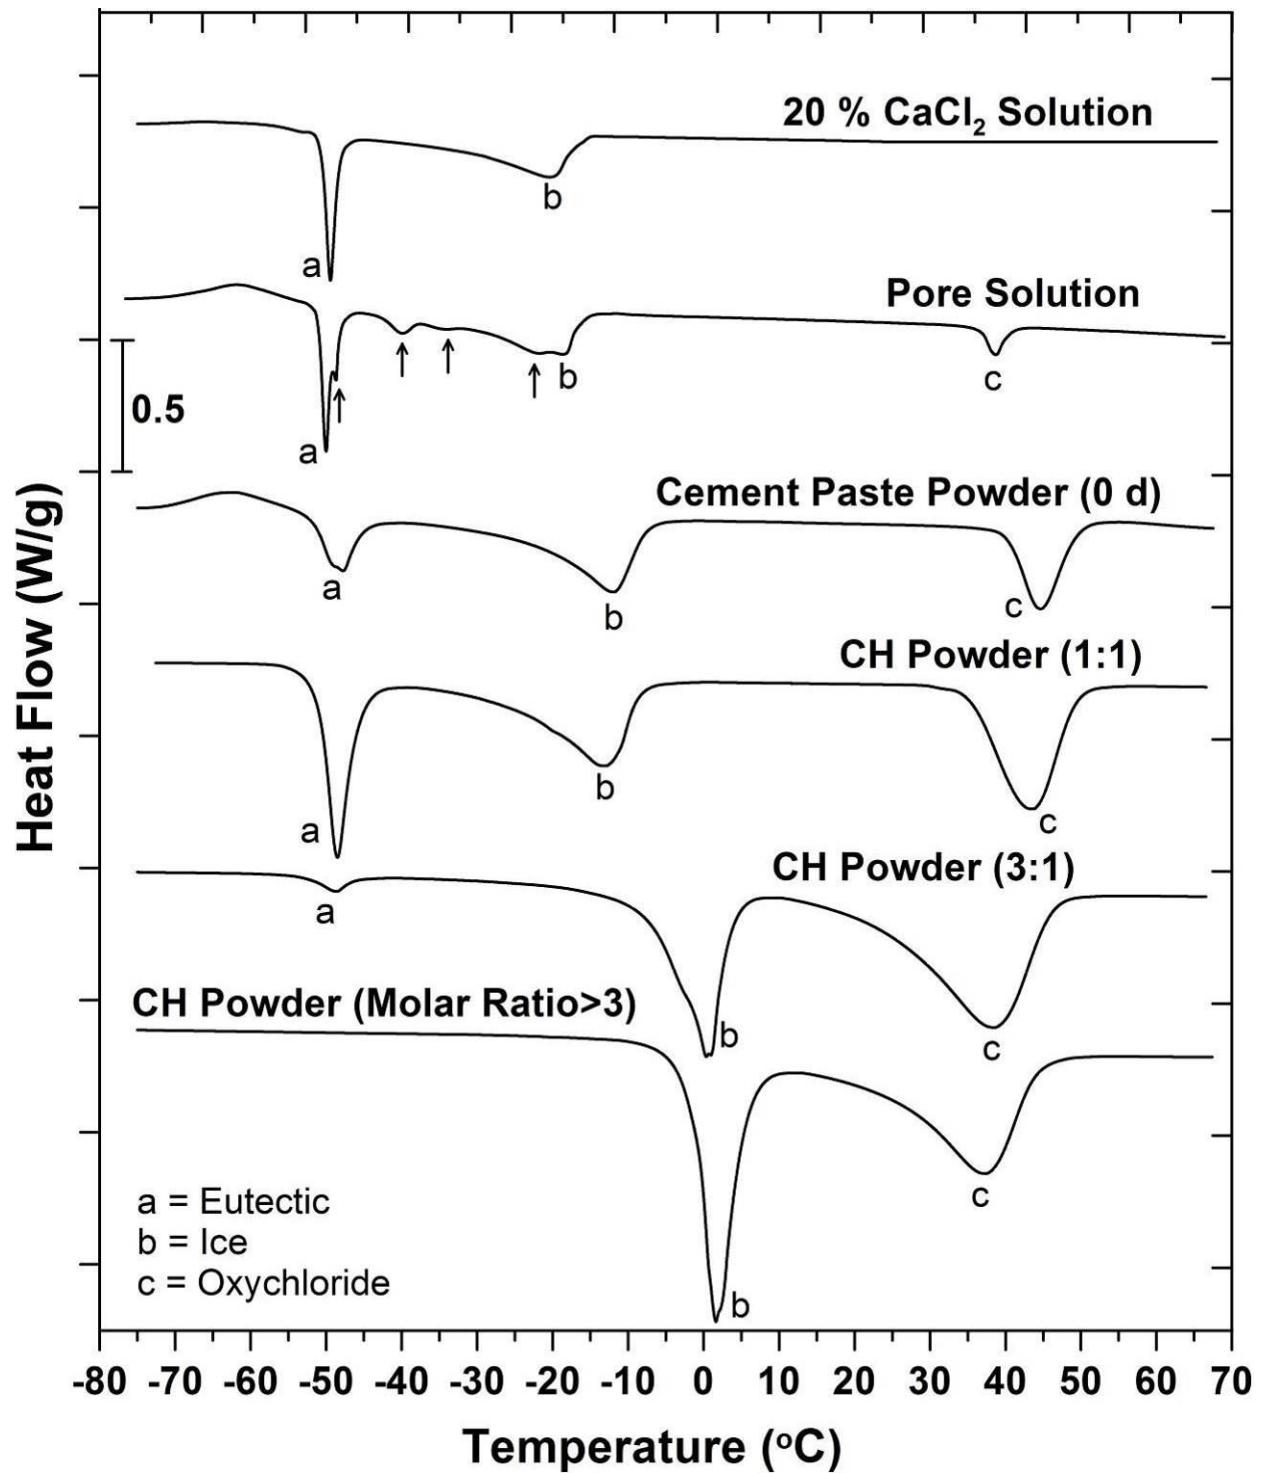 20 % CaCl₂ Solution
b
a
Pore Solution
b
c
0.5
a
Cement Paste Powder (0 d)
a
b
c
CH Powder (1:1)
b
a
c
CH Powder (3:1)
a
b
c
CH Powder (Molar Ratio>3)
c
b
a = Eutectic
b = Ice
c = Oxychloride
Heat Flow (W/g)
-80 -70 -60 -50 -40 -30 -20 -10 0 10 20 30 40 50 60 70
Temperature (°C)